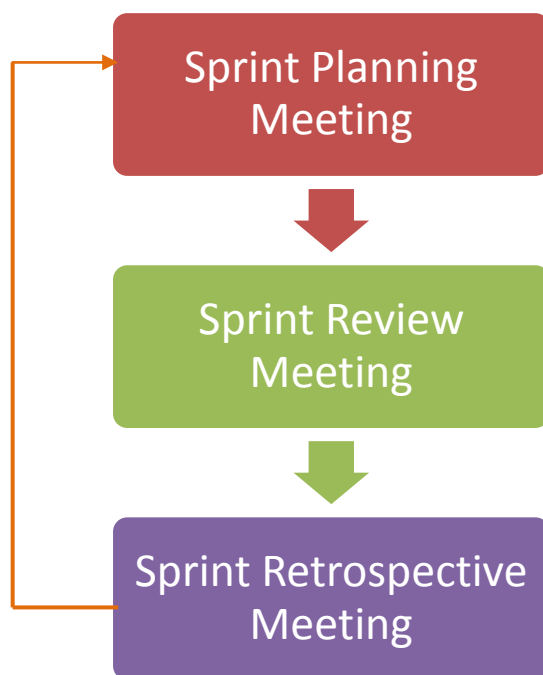 Sprint Planning
Meeting
Sprint Review
Meeting
Sprint Retrospective
Meeting